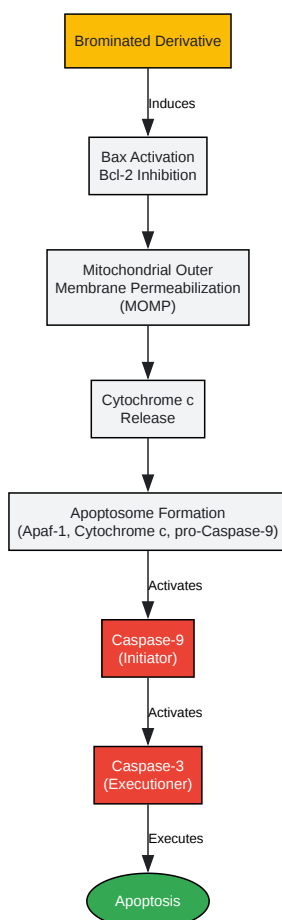 Brominated Derivative
Induces
Bax Activation
Bcl-2 Inhibition
Mitochondrial Outer
Membrane Permeabilization
(MOMP)
Cytochrome c
Release
Apoptosome Formation
(Apaf-1, Cytochrome c, pro-Caspase-9)
Activates
Caspase-9
(Initiator)
Activates
Caspase-3
(Executioner)
Executes
Apoptosis